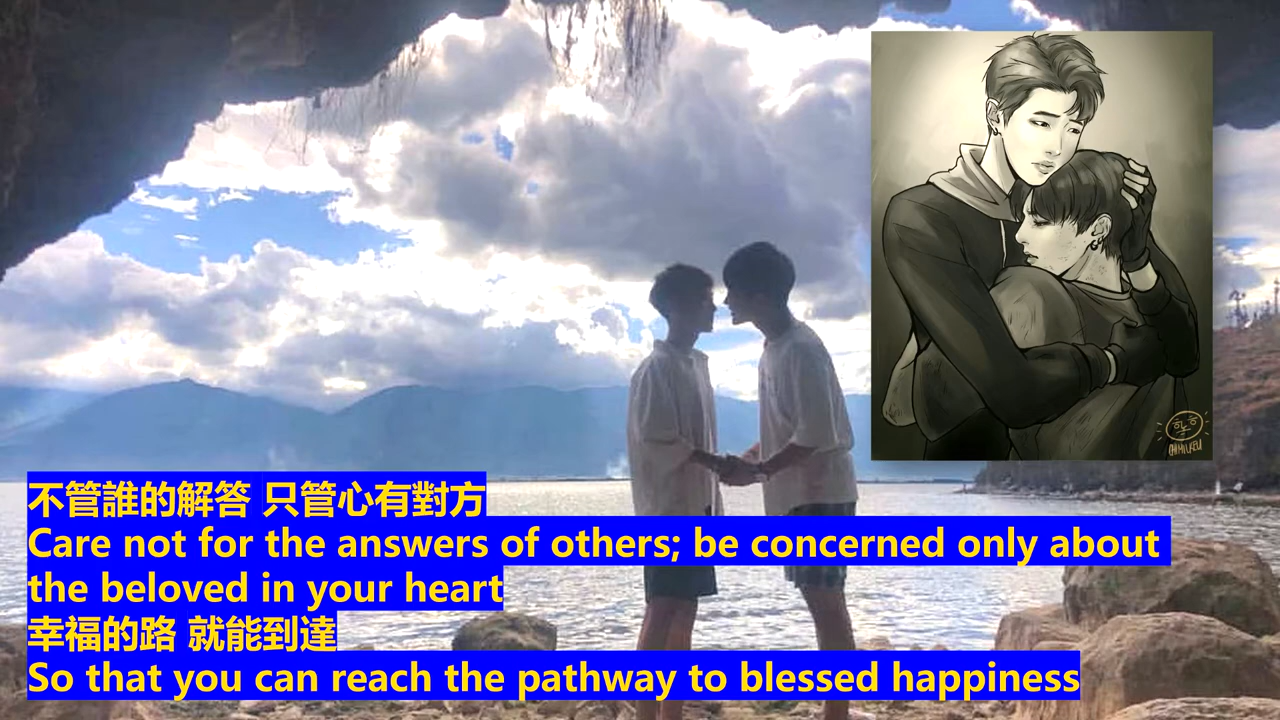 不管誰的解答 只管心有對方
Care not for the answers of others; be concerned only about
the beloved in your heart
幸福的路 就能到達
So that you can reach the pathway to blessed happiness